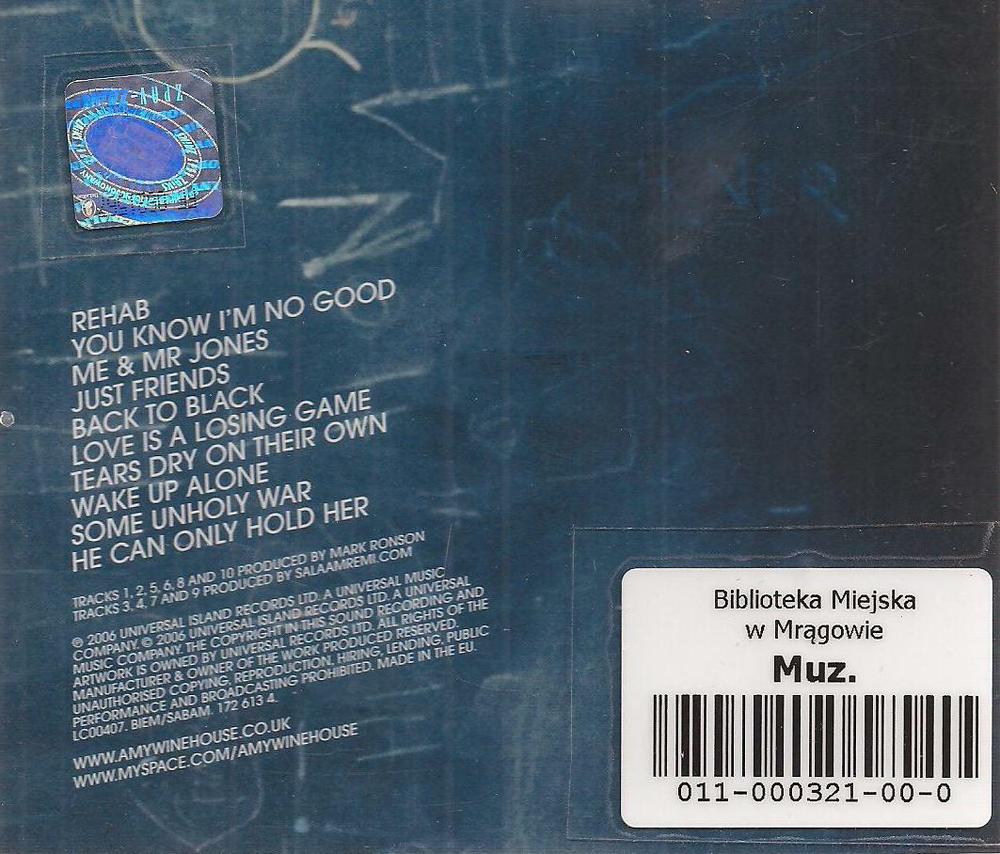 ZPAV
REHAB
YOU KNOW I'M NO GOOD
ME & MR JONES
JUST FRIENDS
BACK TO BLACK
LOVE IS A LOSING GAME
TEARS DRY ON THEIR OWN
WAKE UP ALONE
SOME UNHOLY WAR
HE CAN ONLY HOLD HER
TRACKS 1, 2, 5, 6, 8 AND 10 PRODUCED BY MARK RONSON
TRACKS 3, 4, 7 AND 9 PRODUCED BY SALAAMREMI.COM
℗ 2006 UNIVERSAL ISLAND RECORDS LTD. A UNIVERSAL MUSIC
COMPANY. © 2006 UNIVERSAL ISLAND RECORDS LTD. A UNIVERSAL
MUSIC COMPANY. THE COPYRIGHT IN THIS SOUND RECORDING AND
ARTWORK IS OWNED BY UNIVERSAL RECORDS LTD. ALL RIGHTS OF THE
MANUFACTURER & OWNER OF THE WORK PRODUCED RESERVED.
UNAUTHORISED COPYING, REPRODUCTION, HIRING, LENDING, PUBLIC
PERFORMANCE AND BROADCASTING PROHIBITED. MADE IN THE EU.
LC00407. BIEM/SABAM. 172 613 4.
WWW.AMYWINEHOUSE.CO.UK
WWW.MYSPACE.COM/AMYWINEHOUSE
Biblioteka Miejska
w Mrągowie
Muz.
011-000321-00-0